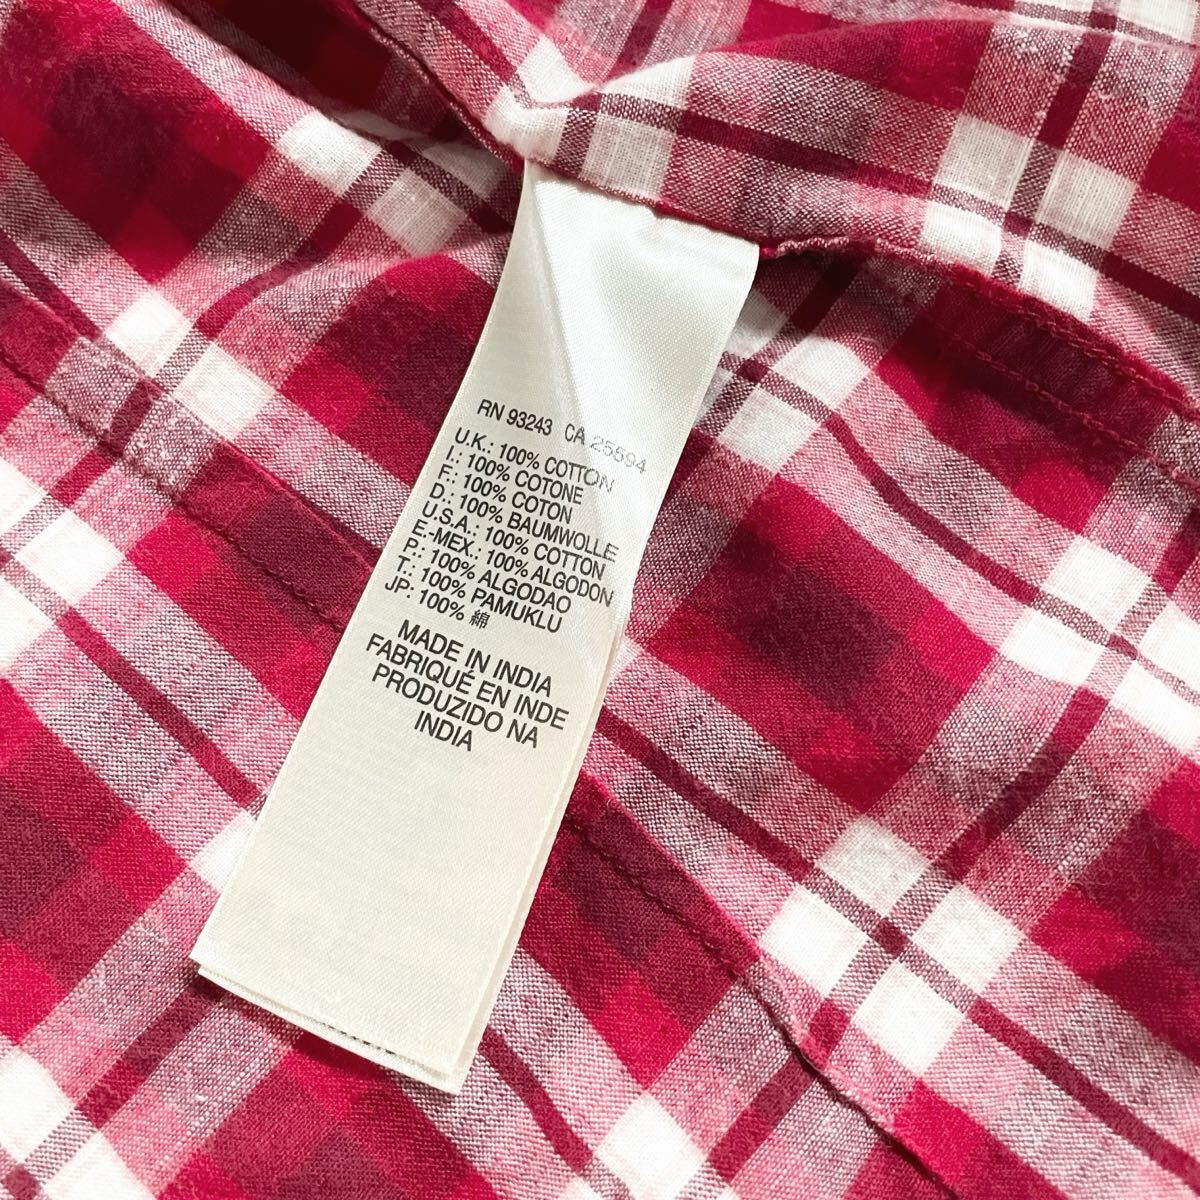 RN 93243 CA 25594
U.K.: 100% COTTON
I.: 100% COTONE
F.: 100% COTON
D.: 100% BAUMWOLLE
U.S.A.: 100% COTTON
E.-MEX.: 100% ALGODON
P.: 100% ALGODAO
T.: 100% PAMUKLU
JP: 100% 綿
MADE IN INDIA
FABRIQUÉ EN INDE
PRODUZIDO NA
INDIA